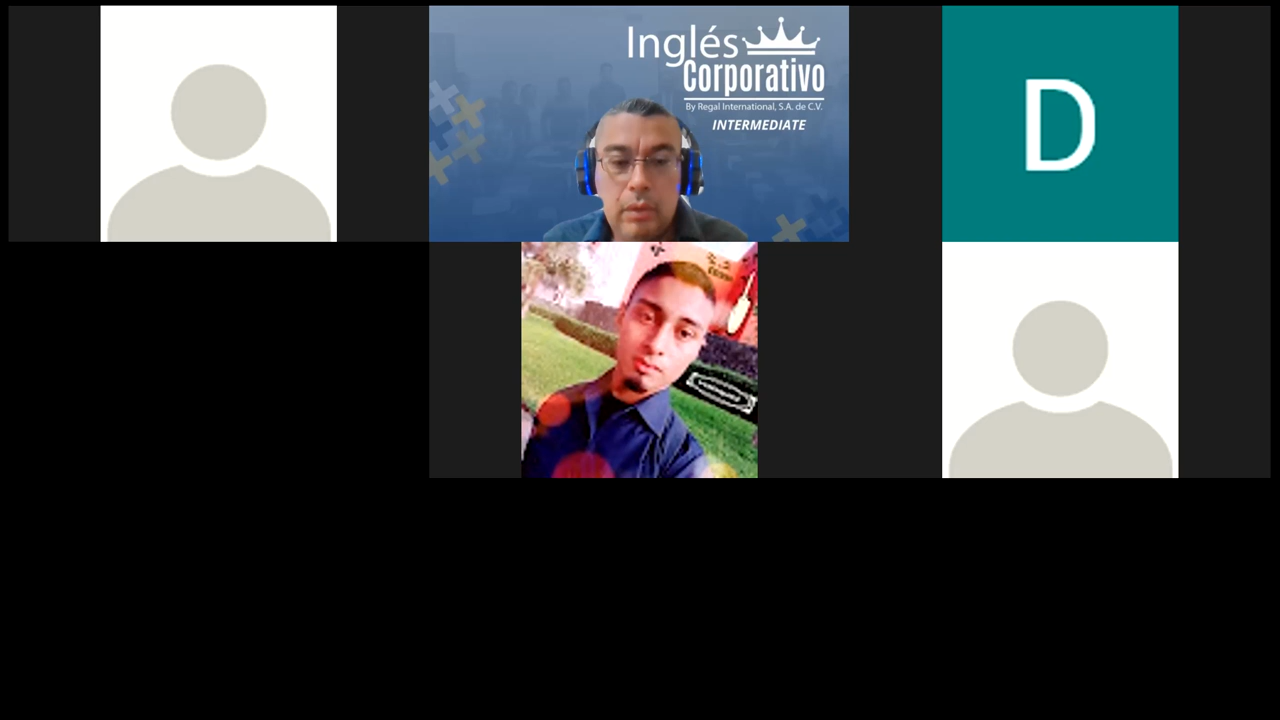 Inglés
Corporativo
By Regal International, S.A. de C.V.
INTERMEDIATE
D